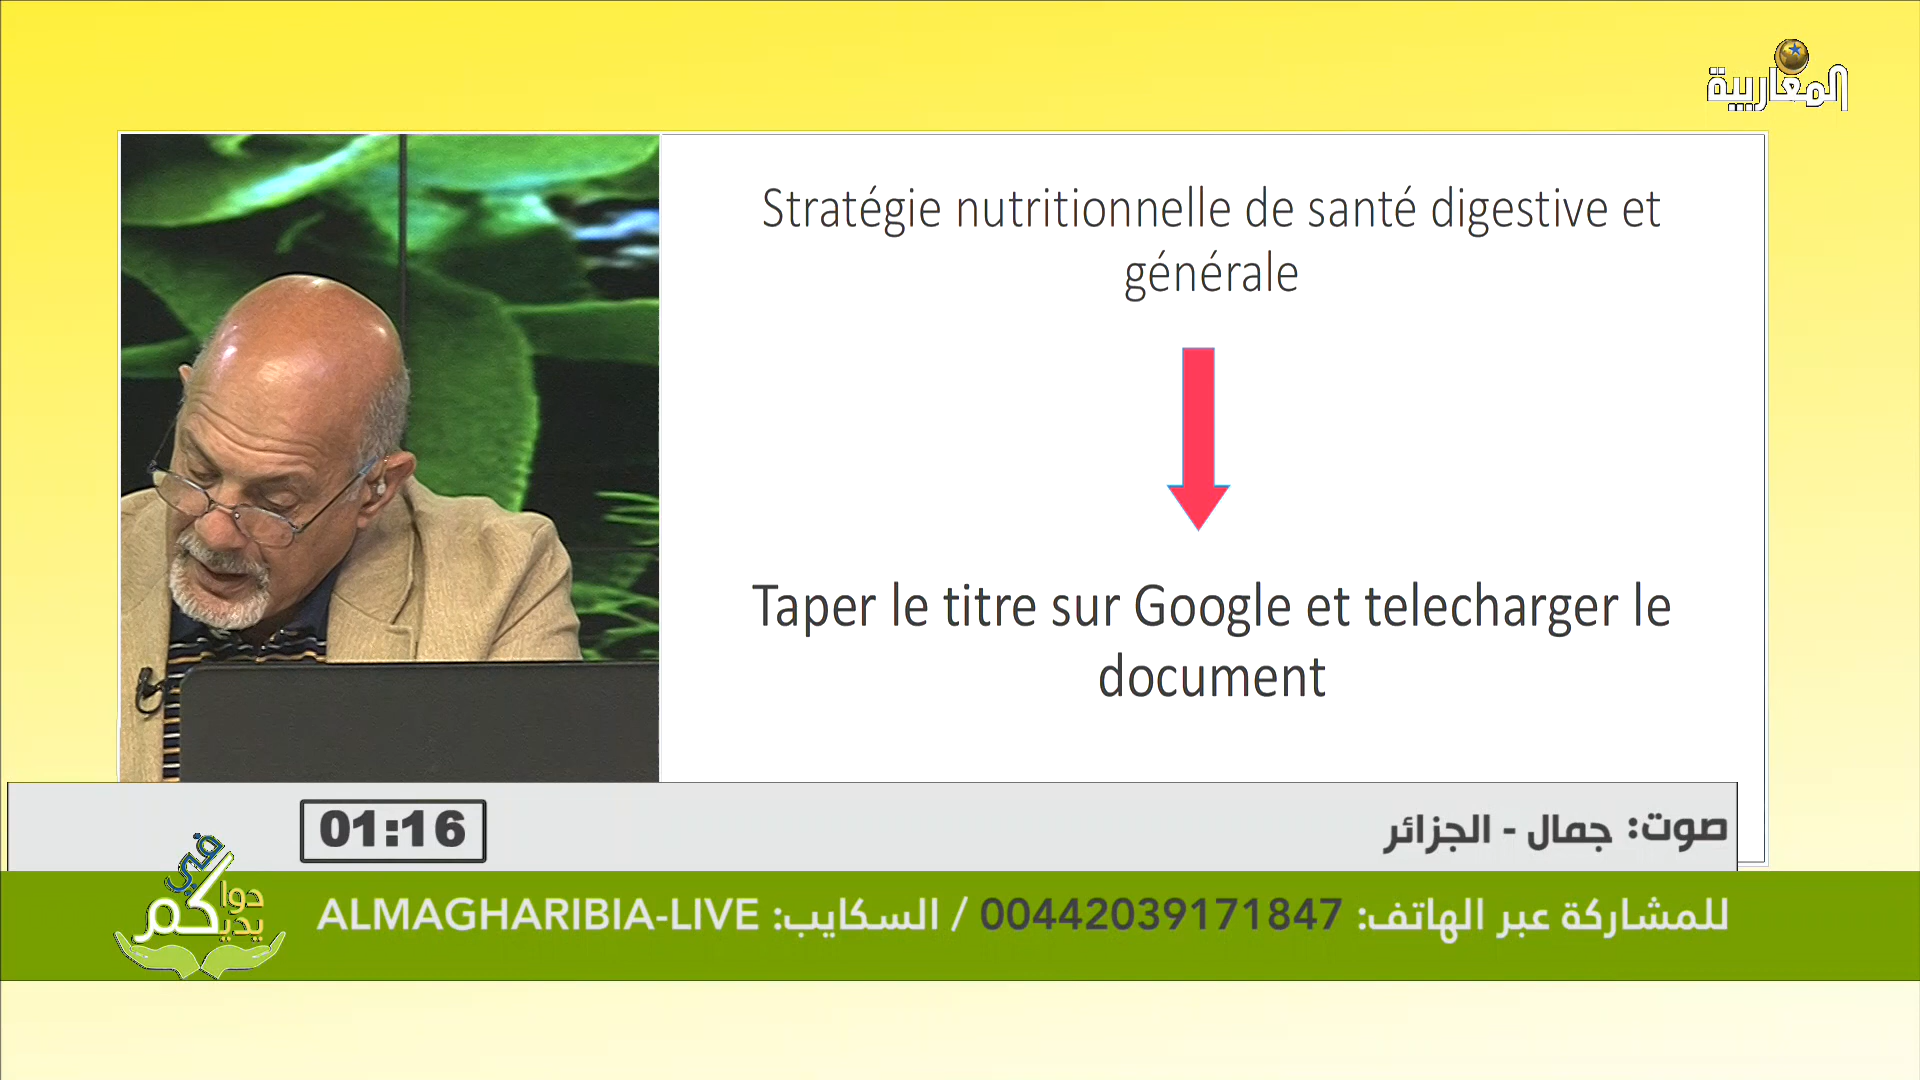 المغاربية
Stratégie nutritionnelle de santé digestive et
générale
Taper le titre sur Google et telecharger le
document
صوت: جمال - الجزائر
01:16
للمشاركة عبر الهاتف: 00442039171847 / السكايب: ALMAGHARIBIA-LIVE
في
يديكم
دوا